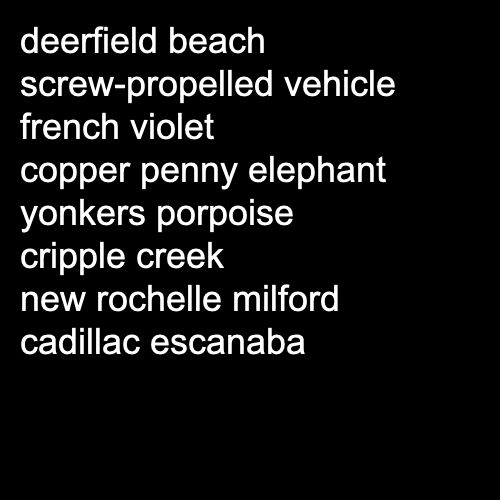 deerfield beach
screw-propelled vehicle
french violet
copper penny elephant
yonkers porpoise
cripple creek
new rochelle milford
cadillac escanaba